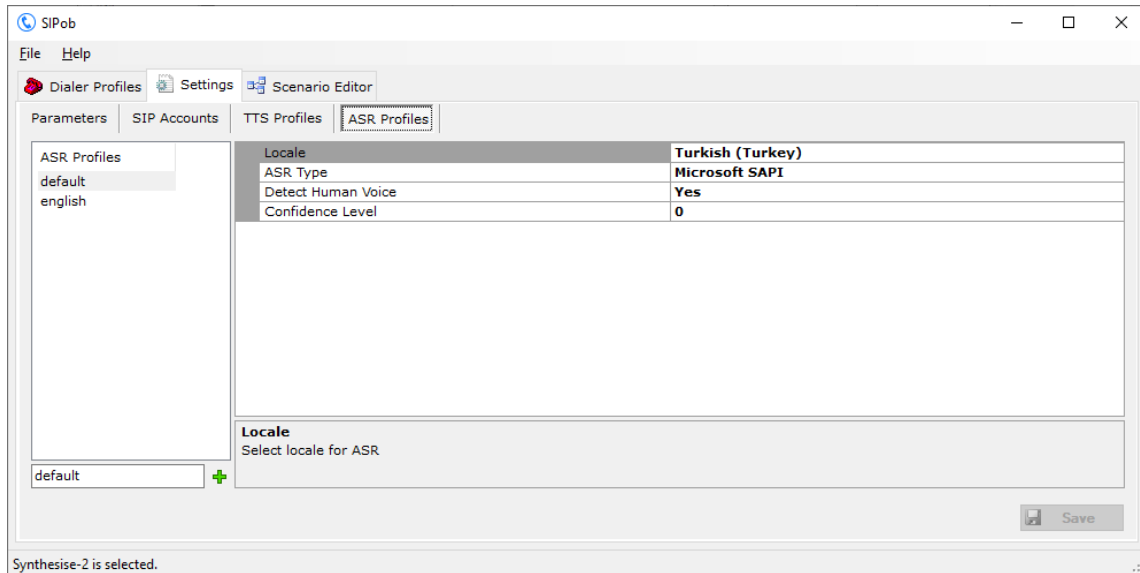 SIPob
File Help
Dialer Profiles Settings Scenario Editor
Parameters SIP Accounts TTS Profiles ASR Profiles
ASR Profiles
default
english
Locale Turkish (Turkey)
ASR Type Microsoft SAPI
Detect Human Voice Yes
Confidence Level 0
Locale
Select locale for ASR
default
Save
Synthesise-2 is selected.